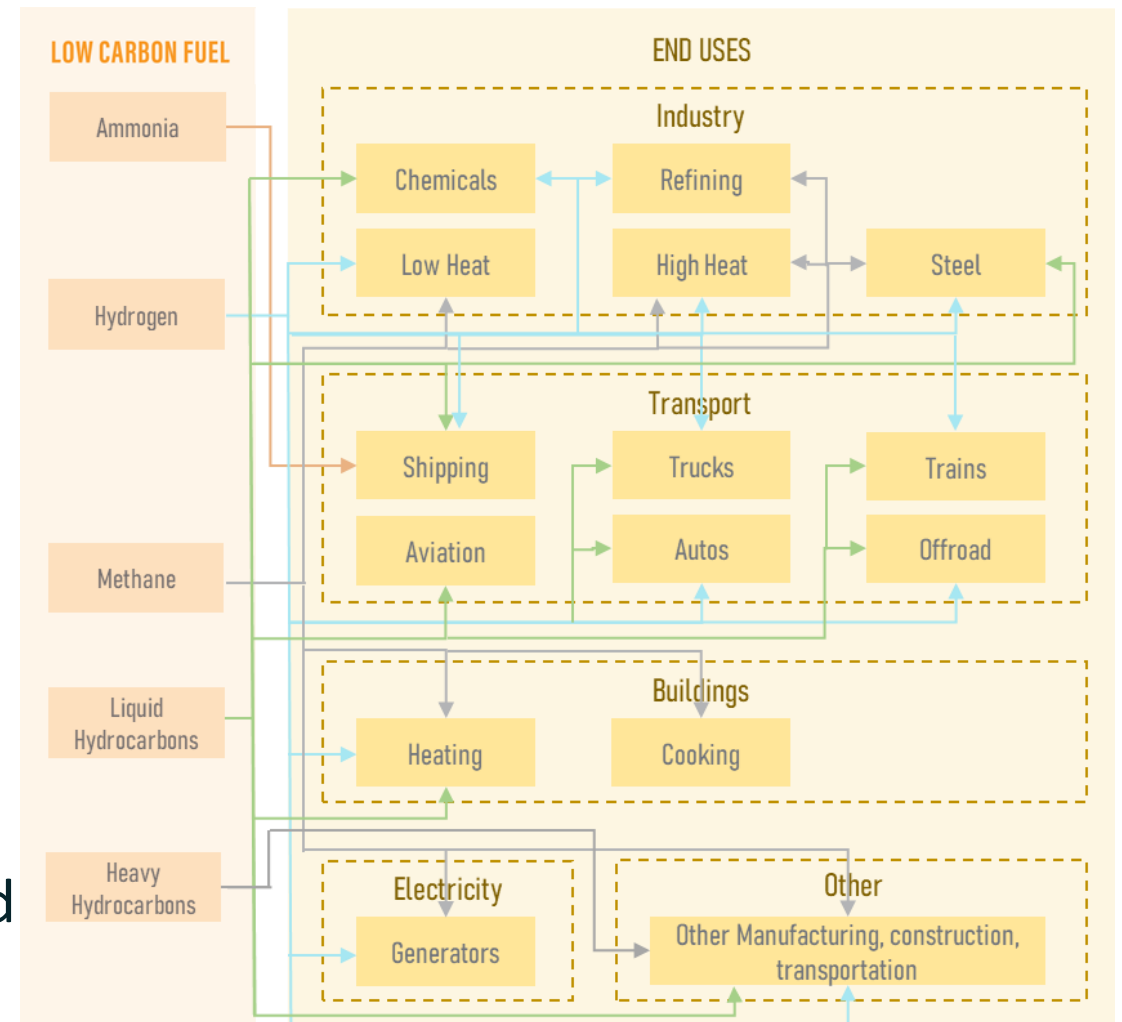 LOW CARBON FUEL
Ammonia
Hydrogen
Methane
Liquid
Hydrocarbons
Heavy
Hydrocarbons
d
END USES
Industry
Chemicals
Refining
Low Heat
High Heat
Steel
Transport
Shipping
Trucks
Trains
Aviation
Autos
Offroad
Buildings
Heating
Cooking
Electricity
Generators
Other
Other Manufacturing, construction,
transportation